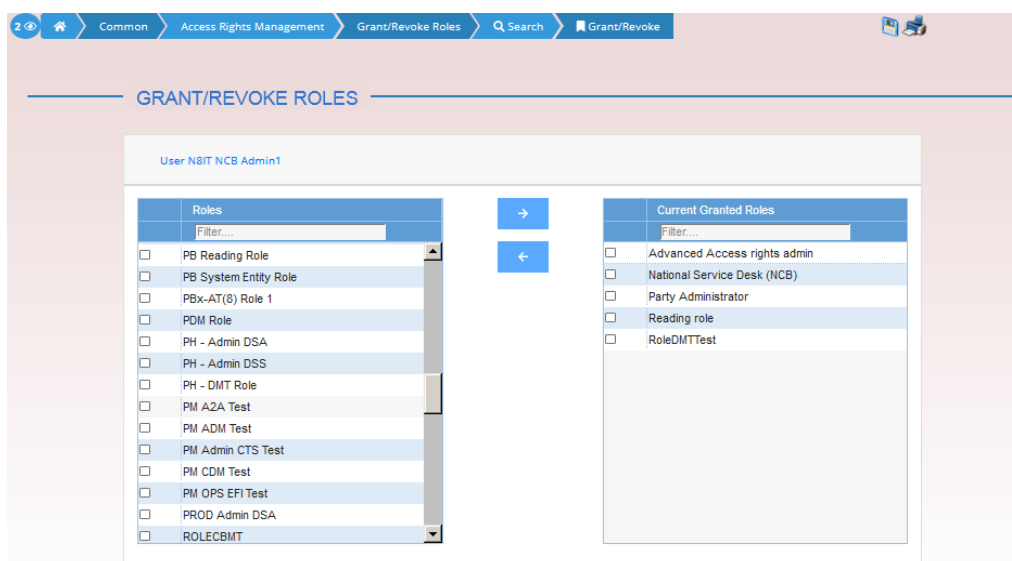 2
Common
Access Rights Management
Grant/Revoke Roles
Search
Grant/Revoke
GRANT/REVOKE ROLES
User N8IT NCB Admin1
Roles
Filter....
PB Reading Role
PB System Entity Role
PBx-AT(8) Role 1
PDM Role
PH - Admin DSA
PH - Admin DSS
PH - DMT Role
PM A2A Test
PM ADM Test
PM Admin CTS Test
PM CDM Test
PM OPS EFI Test
PROD Admin DSA
ROLECBMT
Current Granted Roles
Filter....
Advanced Access rights admin
National Service Desk (NCB)
Party Administrator
Reading role
RoleDMTTest